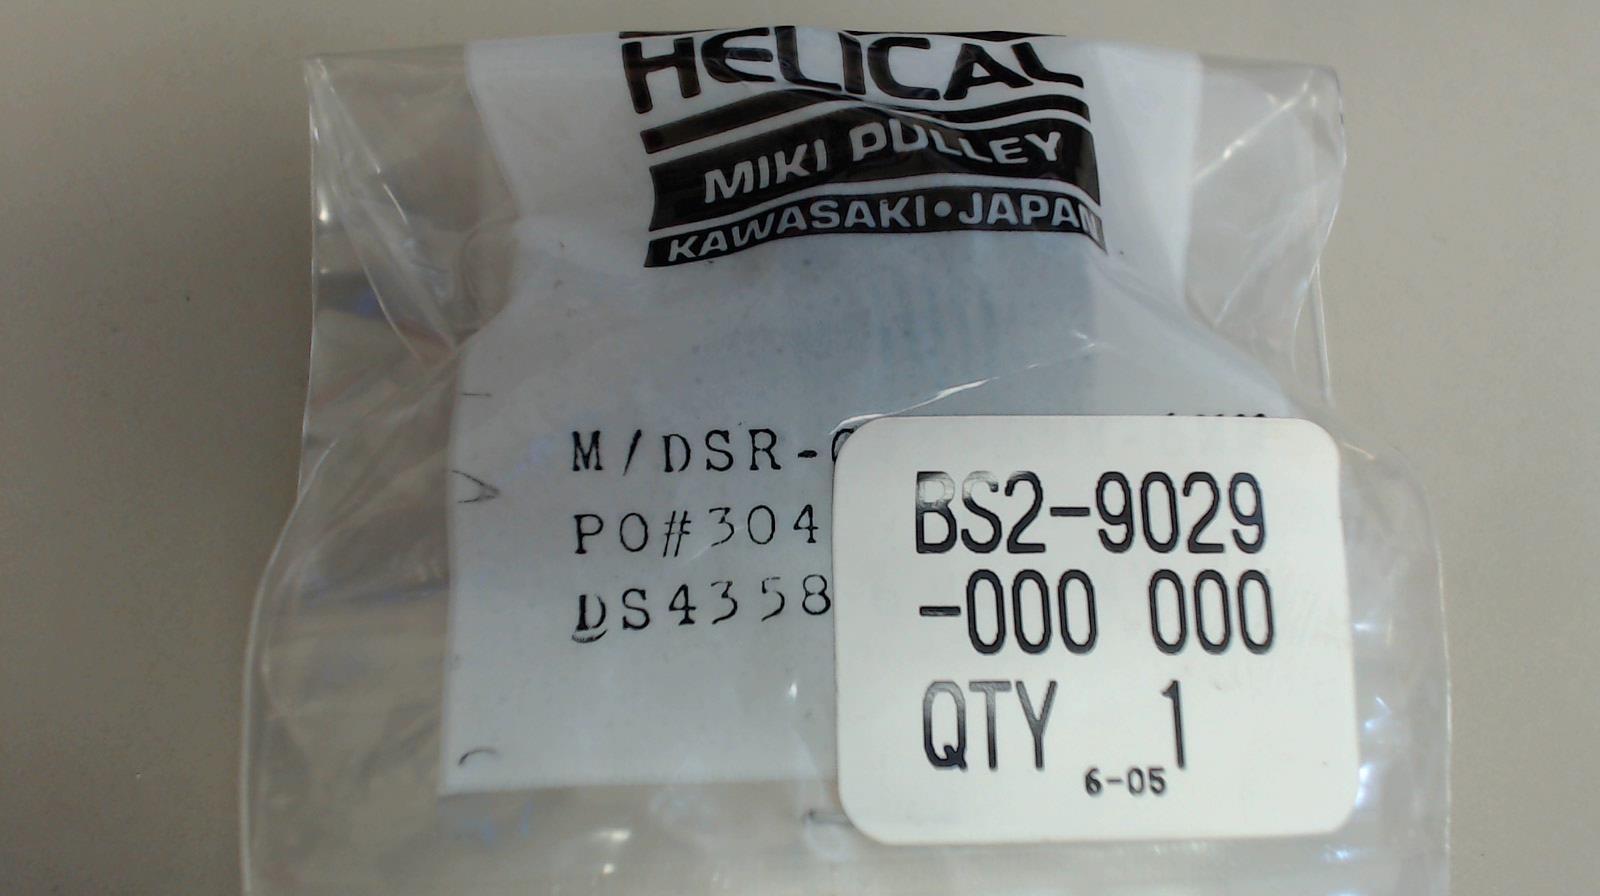 HELICAL
MIKI PULLEY
KAWASAKI•JAPAN
M/DSR-
PO#304
DS4358
BS2-9029
-000 000
QTY 1
6-05